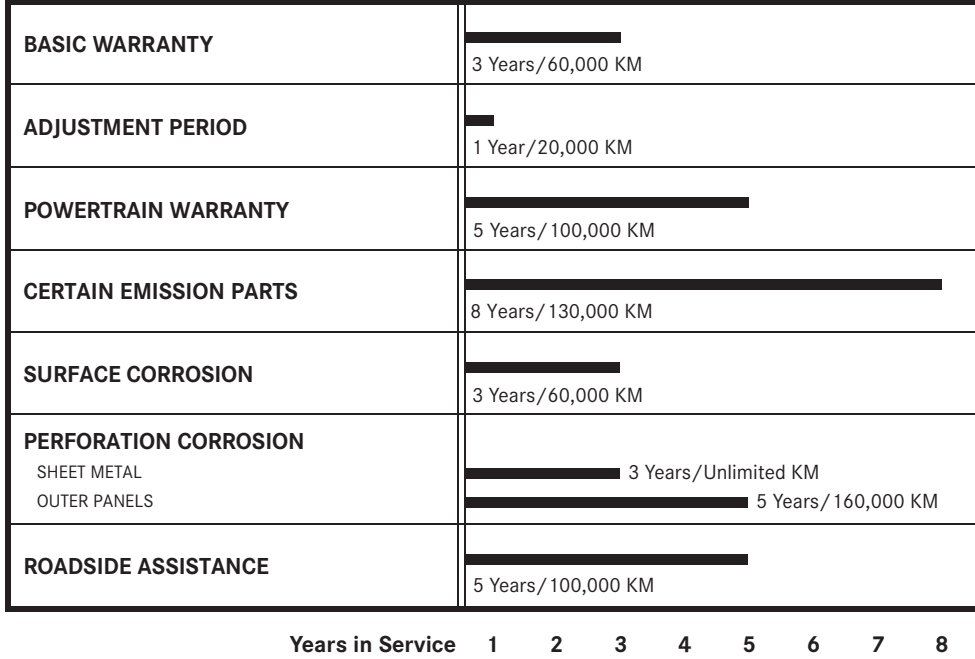 BASIC WARRANTY
3 Years/60,000 KM
ADJUSTMENT PERIOD
1 Year/20,000 KM
POWERTRAIN WARRANTY
5 Years/100,000 KM
CERTAIN EMISSION PARTS
8 Years/130,000 KM
SURFACE CORROSION
3 Years/60,000 KM
PERFORATION CORROSION
SHEET METAL 3 Years/Unlimited KM
OUTER PANELS 5 Years/160,000 KM
ROADSIDE ASSISTANCE
5 Years/100,000 KM
Years in Service 1 2 3 4 5 6 7 8